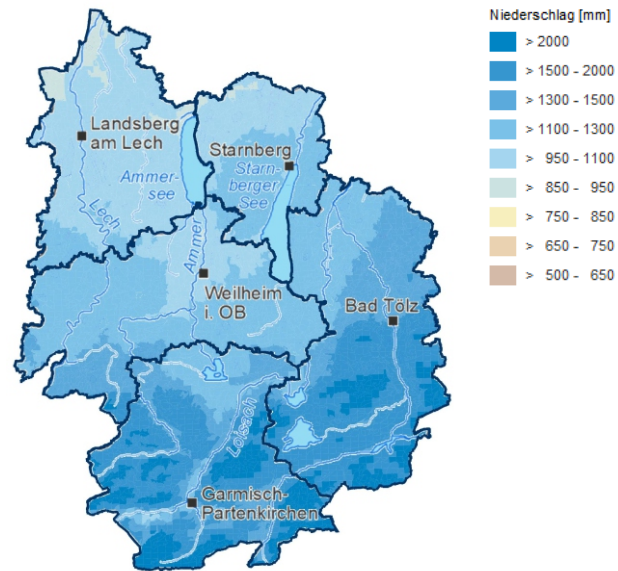 Niederschlag [mm]
> 2000
> 1500 - 2000
> 1300 - 1500
> 1100 - 1300
> 950 - 1100
> 850 - 950
> 750 - 850
> 650 - 750
> 500 - 650
Landsberg
am Lech
Starnberg
Ammer-
see
Starn-
berger
See
Lech
Ammer
Weilheim
i. OB
Bad Tölz
Loisach
Garmisch-
Partenkirchen